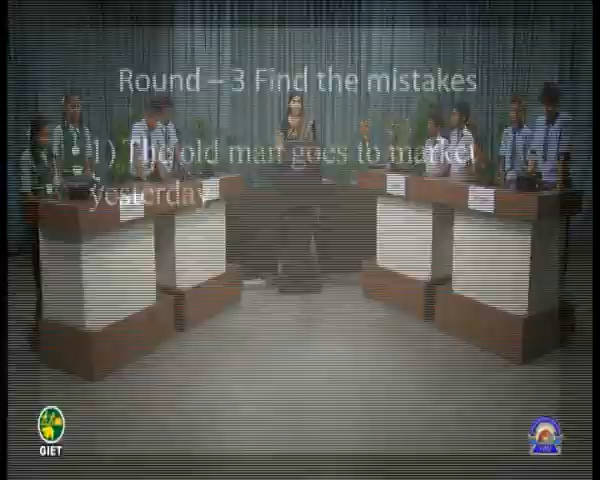 Round – 3 Find the mistakes
1) The old man goes to market
yesterday
GIET